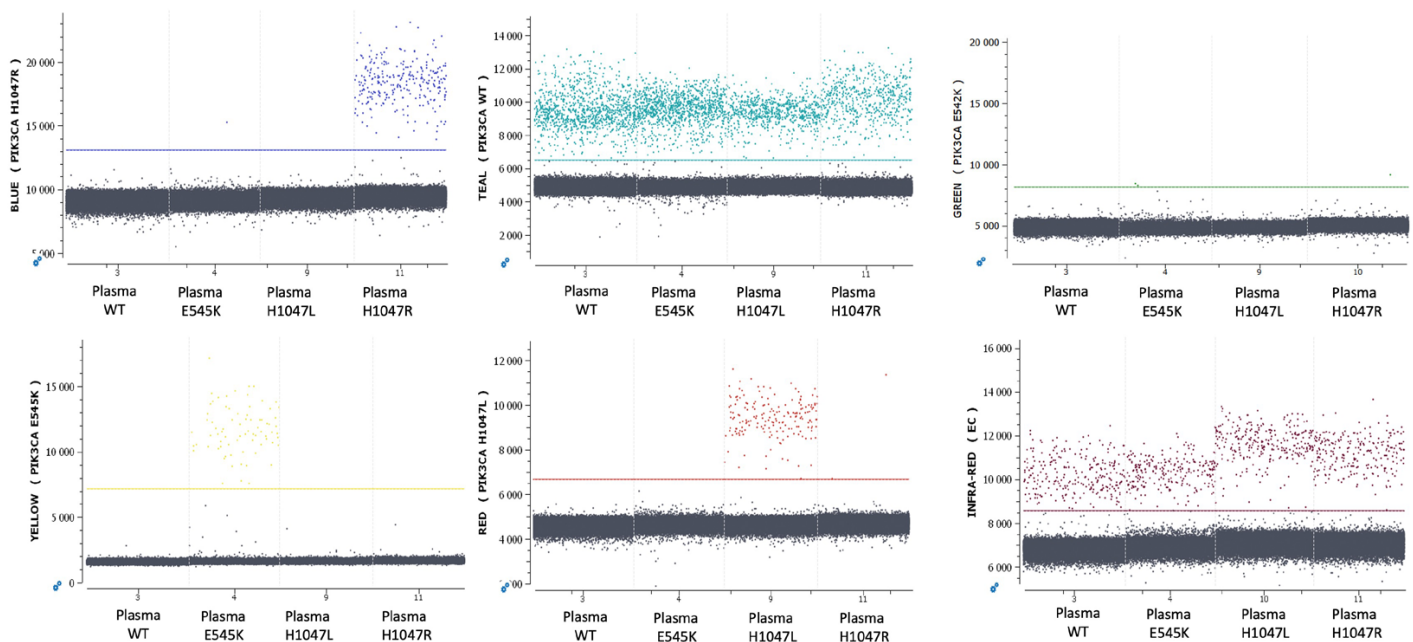 BLUE ( PIK3CA H1047R )
20 000
15 000
10 000
5 000
3 4 9 11
Plasma WT
Plasma E545K
Plasma H1047L
Plasma H1047R
TEAL ( PIK3CA WT )
14 000
12 000
10 000
8 000
6 000
4 000
2 000
3 4 9 11
Plasma WT
Plasma E545K
Plasma H1047L
Plasma H1047R
GREEN ( PIK3CA E542K )
20 000
15 000
10 000
5 000
3 4 9 10
Plasma WT
Plasma E545K
Plasma H1047L
Plasma H1047R
YELLOW ( PIK3CA E545K )
15 000
10 000
5 000
0
3 4 9 11
Plasma WT
Plasma E545K
Plasma H1047L
Plasma H1047R
RED ( PIK3CA H1047L )
12 000
10 000
8 000
6 000
4 000
3 4 9 11
Plasma WT
Plasma E545K
Plasma H1047L
Plasma H1047R
INFRA-RED ( EC )
16 000
14 000
12 000
10 000
8 000
6 000
3 4 10 11
Plasma WT
Plasma E545K
Plasma H1047L
Plasma H1047R